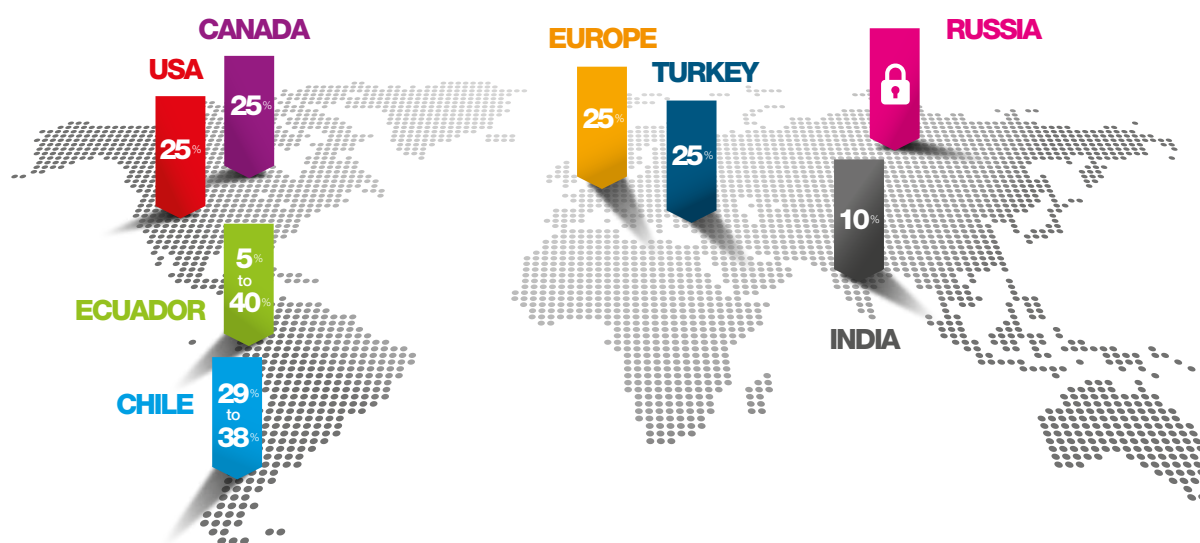 CANADA
25%
USA
25%
EUROPE
25%
TURKEY
25%
RUSSIA
10%
INDIA
ECUADOR
5%
to
40%
CHILE
29%
to
38%